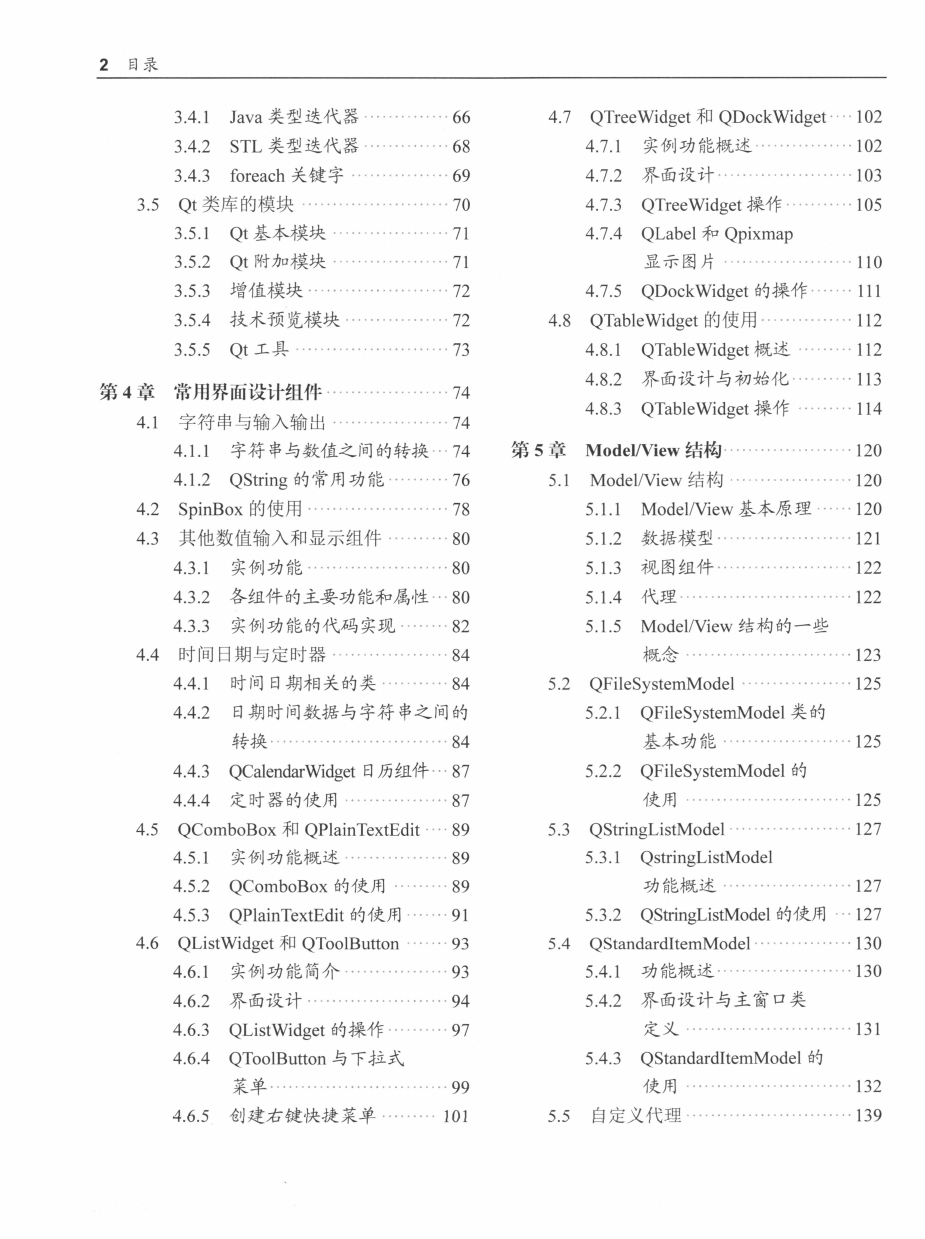 2 目录
3.4.1 Java 类型迭代器 …………… 66
3.4.2 STL 类型迭代器 …………… 68
3.4.3 foreach 关键字 …………… 69
3.5 Qt 类库的模块 …………… 70
3.5.1 Qt 基本模块 …………… 71
3.5.2 Qt 附加模块 …………… 71
3.5.3 增值模块 …………… 72
3.5.4 技术预览模块 …………… 72
3.5.5 Qt 工具 …………… 73
第 4 章 常用界面设计组件 …………… 74
4.1 字符串与输入输出 …………… 74
4.1.1 字符串与数值之间的转换 … 74
4.1.2 QString 的常用功能 ………… 76
4.2 SpinBox 的使用 …………… 78
4.3 其他数值输入和显示组件 ………… 80
4.3.1 实例功能 …………… 80
4.3.2 各组件的主要功能和属性 … 80
4.3.3 实例功能的代码实现 ……… 82
4.4 时间日期与定时器 …………… 84
4.4.1 时间日期相关的类 ………… 84
4.4.2 日期时间数据与字符串之间的
转换 …………… 84
4.4.3 QCalendarWidget 日历组件 … 87
4.4.4 定时器的使用 …………… 87
4.5 QComboBox 和 QPlainTextEdit …… 89
4.5.1 实例功能概述 …………… 89
4.5.2 QComboBox 的使用 ……… 89
4.5.3 QPlainTextEdit 的使用 …… 91
4.6 QListWidget 和 QToolButton …… 93
4.6.1 实例功能简介 …………… 93
4.6.2 界面设计 …………… 94
4.6.3 QListWidget 的操作 ……… 97
4.6.4 QToolButton 与下拉式
菜单 …………… 99
4.6.5 创建右键快捷菜单 ……… 101
4.7 QTreeWidget 和 QDockWidget …… 102
4.7.1 实例功能概述 …………… 102
4.7.2 界面设计 …………… 103
4.7.3 QTreeWidget 操作 ………… 105
4.7.4 QLabel 和 Qpixmap
显示图片 …………… 110
4.7.5 QDockWidget 的操作 …… 111
4.8 QTableWidget 的使用 …………… 112
4.8.1 QTableWidget 概述 ……… 112
4.8.2 界面设计与初始化 ……… 113
4.8.3 QTableWidget 操作 ……… 114
第 5 章 Model/View 结构 …………… 120
5.1 Model/View 结构 …………… 120
5.1.1 Model/View 基本原理 …… 120
5.1.2 数据模型 …………… 121
5.1.3 视图组件 …………… 122
5.1.4 代理 …………… 122
5.1.5 Model/View 结构的一些
概念 …………… 123
5.2 QFileSystemModel …………… 125
5.2.1 QFileSystemModel 类的
基本功能 …………… 125
5.2.2 QFileSystemModel 的
使用 …………… 125
5.3 QStringListModel …………… 127
5.3.1 QstringListModel
功能概述 …………… 127
5.3.2 QStringListModel 的使用 … 127
5.4 QStandardItemModel …………… 130
5.4.1 功能概述 …………… 130
5.4.2 界面设计与主窗口类
定义 …………… 131
5.4.3 QStandardItemModel 的
使用 …………… 132
5.5 自定义代理 …………… 139